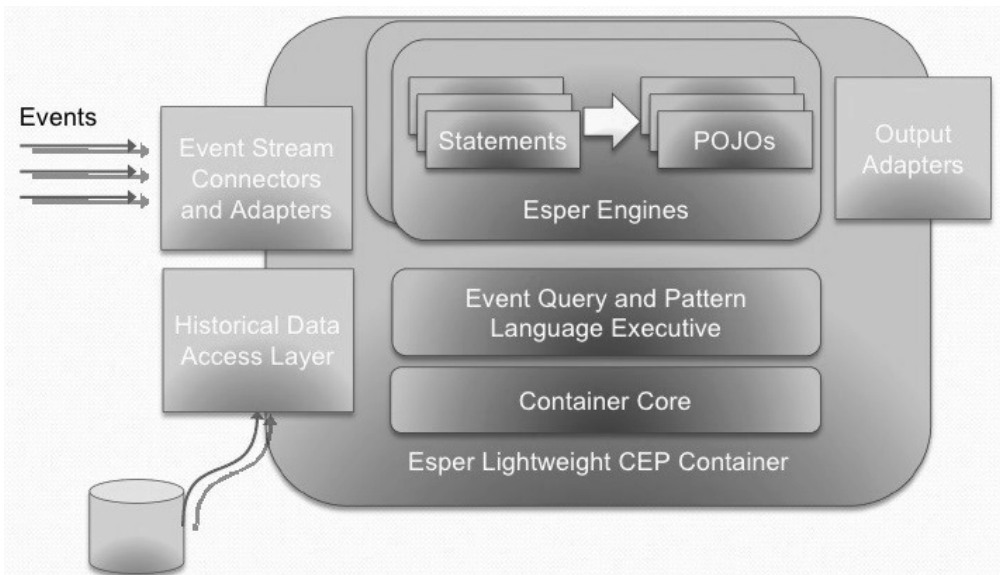 Events
Event Stream
Connectors
and Adapters
Statements
POJOs
Esper Engines
Output
Adapters
Historical Data
Access Layer
Event Query and Pattern
Language Executive
Container Core
Esper Lightweight CEP Container